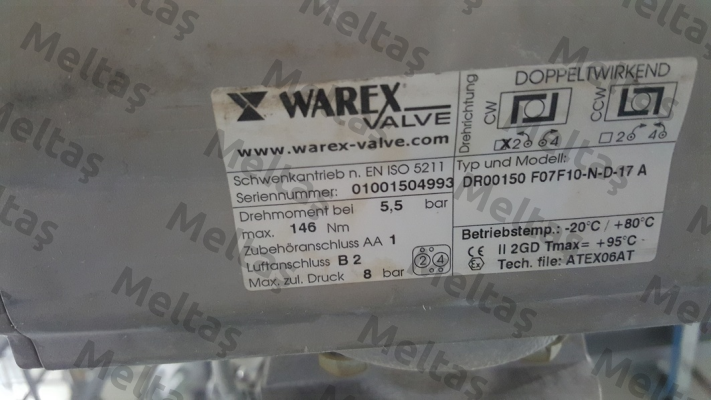 WAREX
VALVE
www.warex-valve.com
Schwenkantrieb n. EN ISO 5211
Seriennummer: 01001504993
Drehmoment bei 5,5 bar
max. 146 Nm
Zubehöranschluss AA 1
Luftanschluss B 2
2 4
Max. zul. Druck 8 bar
DOPPELTWIRKEND
Drehrichtung
CW
CCW
X 2 4
2 4
Typ und Modell:
DR00150 F07F10-N-D-17 A
Betriebstemp.: -20°C / +80°C
CE Ex II 2GD Tmax= +95°C
Tech. file: ATEX06AT
Meltaş
Meltaş
Meltaş
Meltaş
Meltaş
Meltaş
Meltaş
Meltaş
Meltaş
Meltaş
Meltaş
Meltaş